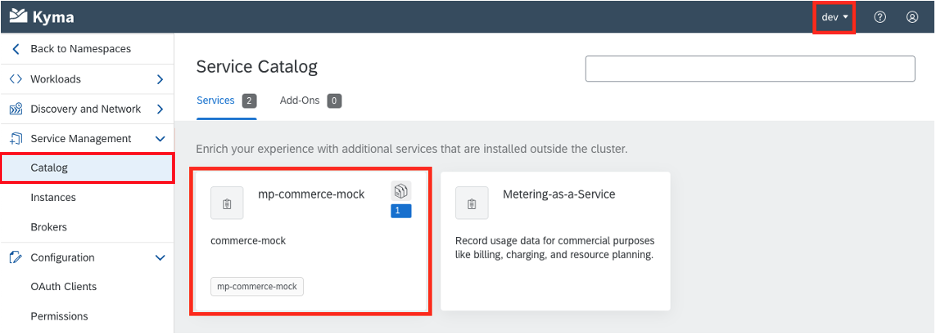 Kyma
dev
Back to Namespaces
Workloads
Discovery and Network
Service Management
Catalog
Instances
Brokers
Configuration
OAuth Clients
Permissions
Service Catalog
Services 2 Add-Ons 0
Enrich your experience with additional services that are installed outside the cluster.
mp-commerce-mock
1
commerce-mock
mp-commerce-mock
Metering-as-a-Service
Record usage data for commercial purposes
like billing, charging, and resource planning.